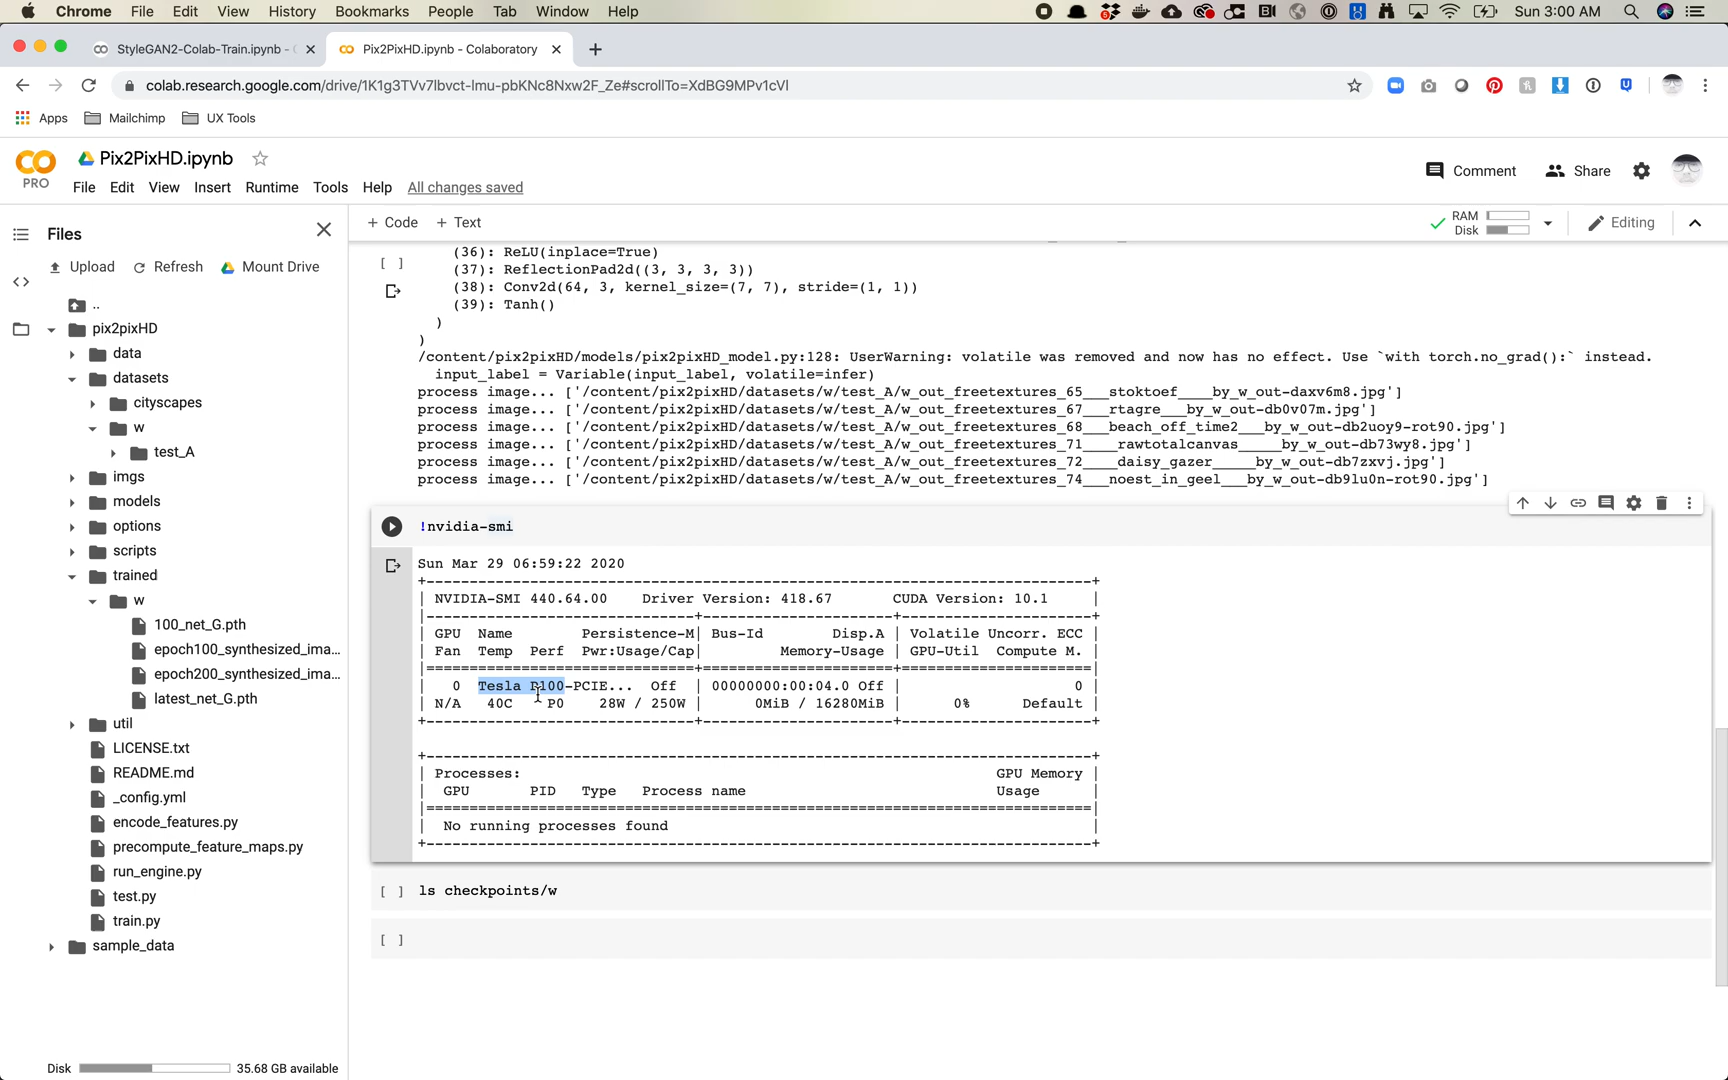 Chrome File Edit View History Bookmarks People Tab Window Help Sun 3:00 AM
StyleGAN2-Colab-Train.ipynb - Pix2PixHD.ipynb - Colaboratory
colab.research.google.com/drive/1K1g3TVv7lbvct-lmu-pbKNc8Nxw2F_Ze#scrollTo=XdBG9MPv1cVl
Apps Mailchimp UX Tools
PRO
Pix2PixHD.ipynb
File Edit View Insert Runtime Tools Help All changes saved
Comment Share
Files
Upload Refresh Mount Drive
..
pix2pixHD
data
datasets
cityscapes
w
test_A
imgs
models
options
scripts
trained
w
100_net_G.pth
epoch100_synthesized_ima...
epoch200_synthesized_ima...
latest_net_G.pth
util
LICENSE.txt
README.md
_config.yml
encode_features.py
precompute_feature_maps.py
run_engine.py
test.py
train.py
sample_data
Disk 35.68 GB available
+ Code + Text
RAM
Disk
Editing
[ ] (36): ReLU(inplace=True)
(37): ReflectionPad2d((3, 3, 3, 3))
(38): Conv2d(64, 3, kernel_size=(7, 7), stride=(1, 1))
(39): Tanh()
)
)
/content/pix2pixHD/models/pix2pixHD_model.py:128: UserWarning: volatile was removed and now has no effect. Use `with torch.no_grad():` instead.
input_label = Variable(input_label, volatile=infer)
process image... ['/content/pix2pixHD/datasets/w/test_A/w_out_freetextures_65___stoktoef____by_w_out-daxv6m8.jpg']
process image... ['/content/pix2pixHD/datasets/w/test_A/w_out_freetextures_67___rtagre___by_w_out-db0v07m.jpg']
process image... ['/content/pix2pixHD/datasets/w/test_A/w_out_freetextures_68___beach_off_time2___by_w_out-db2uoy9-rot90.jpg']
process image... ['/content/pix2pixHD/datasets/w/test_A/w_out_freetextures_71____rawtotalcanvas_____by_w_out-db73wy8.jpg']
process image... ['/content/pix2pixHD/datasets/w/test_A/w_out_freetextures_72____daisy_gazer_____by_w_out-db7zxvj.jpg']
process image... ['/content/pix2pixHD/datasets/w/test_A/w_out_freetextures_74___noest_in_geel___by_w_out-db9lu0n-rot90.jpg']
!nvidia-smi
Sun Mar 29 06:59:22 2020
+-----------------------------------------------------------------------------+
| NVIDIA-SMI 440.64.00    Driver Version: 418.67       CUDA Version: 10.1     |
|-------------------------------+----------------------+----------------------+
| GPU  Name        Persistence-M| Bus-Id        Disp.A | Volatile Uncorr. ECC |
| Fan  Temp  Perf  Pwr:Usage/Cap|         Memory-Usage | GPU-Util  Compute M. |
|===============================+======================+======================|
|   0  Tesla P100-PCIE...  Off  | 00000000:00:04.0 Off |                    0 |
| N/A   40C    P0    28W / 250W |      0MiB / 16280MiB |      0%      Default |
+-------------------------------+----------------------+----------------------+
+-----------------------------------------------------------------------------+
| Processes:                                                       GPU Memory |
|  GPU       PID   Type   Process name                             Usage      |
|=============================================================================|
|  No running processes found                                                 |
+-----------------------------------------------------------------------------+
[ ] ls checkpoints/w
[ ]